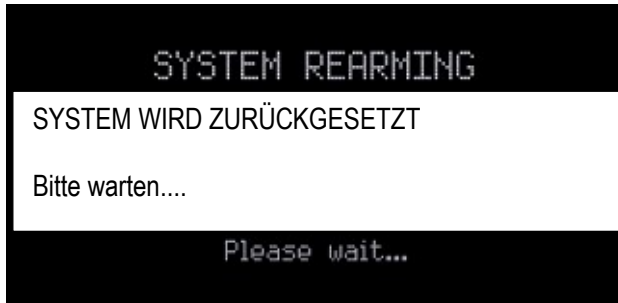 SYSTEM REARMING
SYSTEM WIRD ZURÜCKGESETZT
Bitte warten....
Please wait...